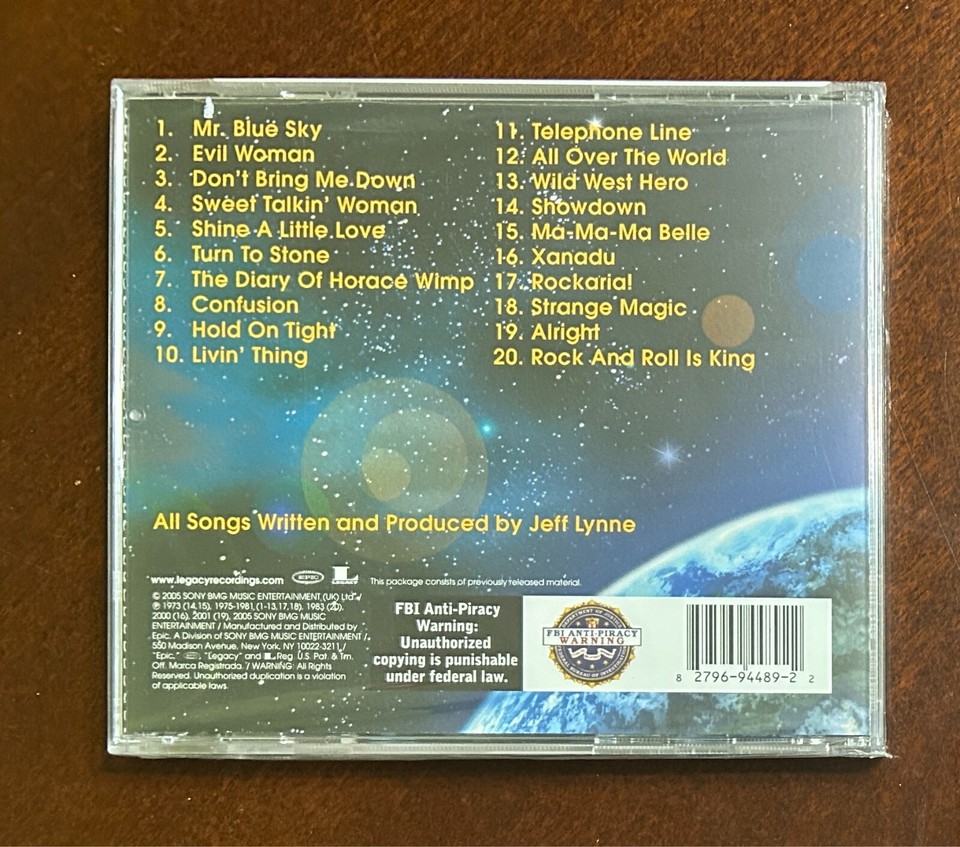 1. Mr. Blue Sky
2. Evil Woman
3. Don't Bring Me Down
4. Sweet Talkin' Woman
5. Shine A Little Love
6. Turn To Stone
7. The Diary Of Horace Wimp
8. Confusion
9. Hold On Tight
10. Livin' Thing
11. Telephone Line
12. All Over The World
13. Wild West Hero
14. Showdown
15. Ma-Ma-Ma Belle
16. Xanadu
17. Rockaria!
18. Strange Magic
19. Alright
20. Rock And Roll Is King
All Songs Written and Produced by Jeff Lynne
www.legacyrecordings.com EPIC LEGACY This package consists of previously released material.
© 2005 SONY BMG MUSIC ENTERTAINMENT (UK) Ltd /
℗ 1973 (14,15), 1975-1981, (1-13,17,18), 1983 (20),
2000 (16), 2001 (19), 2005 SONY BMG MUSIC
ENTERTAINMENT / Manufactured and Distributed by
Epic, A Division of SONY BMG MUSIC ENTERTAINMENT /
550 Madison Avenue, New York, NY 10022-3211 /
"Epic," "Legacy" and Reg. U.S. Pat. & Tm.
Off. Marca Registrada. / WARNING: All Rights
Reserved. Unauthorized duplication is a violation
of applicable laws.
FBI Anti-Piracy
Warning:
Unauthorized
copying is punishable
under federal law.
FBI ANTI-PIRACY
WARNING
8 2796-94489-2 2